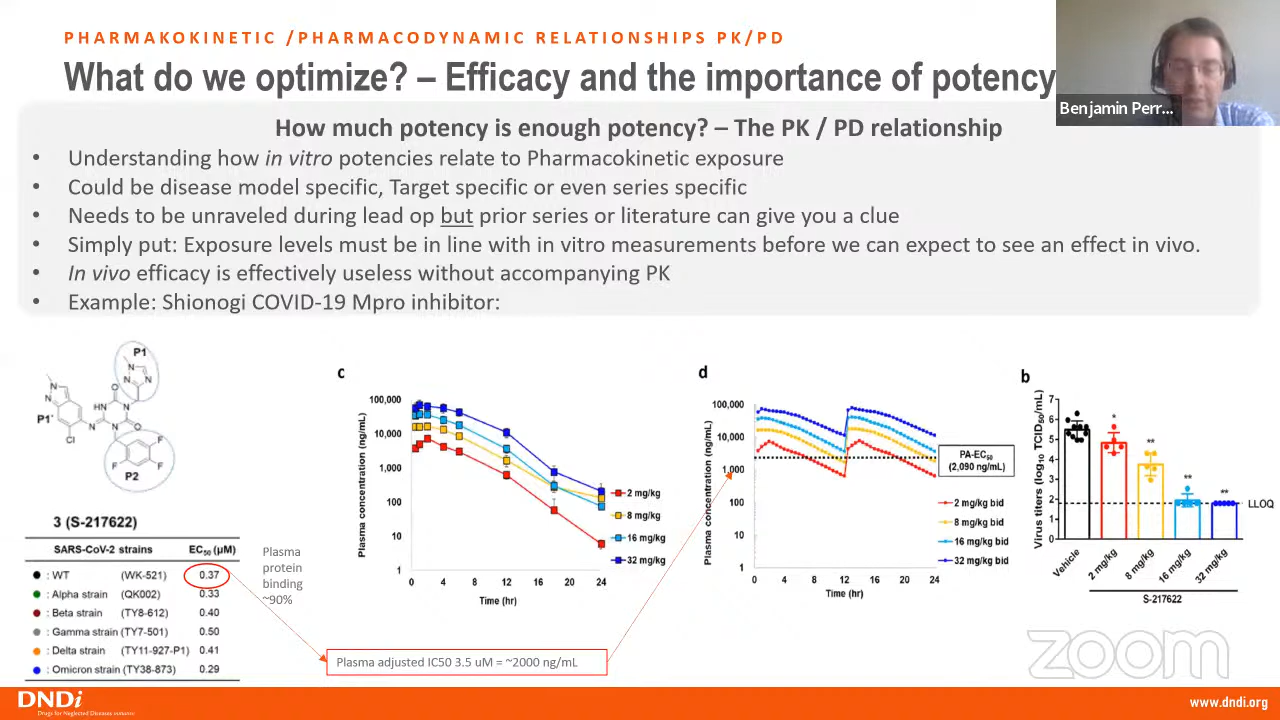 PHARMAKOKINETIC /PHARMACODYNAMIC RELATIONSHIPS PK/PD
What do we optimize? – Efficacy and the importance of potency
Benjamin Perr...
How much potency is enough potency? – The PK / PD relationship
• Understanding how in vitro potencies relate to Pharmacokinetic exposure
• Could be disease model specific, Target specific or even series specific
• Needs to be unraveled during lead op but prior series or literature can give you a clue
• Simply put: Exposure levels must be in line with in vitro measurements before we can expect to see an effect in vivo.
• In vivo efficacy is effectively useless without accompanying PK
• Example: Shionogi COVID-19 Mpro inhibitor:
P1
P1'
P2
N
N
N
N
N
O
HN
N
N
N
O
Cl
F
F
F
3 (S-217622)
SARS-CoV-2 strains EC50 (µM)
: WT (WK-521) 0.37
: Alpha strain (QK002) 0.33
: Beta strain (TY8-612) 0.40
: Gamma strain (TY7-501) 0.50
: Delta strain (TY11-927-P1) 0.41
: Omicron strain (TY38-873) 0.29
Plasma
protein
binding
~90%
Plasma adjusted IC50 3.5 uM = ~2000 ng/mL
c
Plasma concentration (ng/mL)
100,000
10,000
1,000
100
10
1
0 4 8 12 16 20 24
Time (hr)
2 mg/kg
8 mg/kg
16 mg/kg
32 mg/kg
d
Plasma concentration (ng/mL)
100,000
10,000
1,000
100
10
1
0 4 8 12 16 20 24
Time (hr)
PA-EC50
(2,090 ng/mL)
2 mg/kg bid
8 mg/kg bid
16 mg/kg bid
32 mg/kg bid
b
Virus titers (log10 TCID50/mL)
7
6
5
4
3
2
1
0
*
**
**
**
LLOQ
Vehicle
2 mg/kg
8 mg/kg
16 mg/kg
32 mg/kg
S-217622
zoom
DNDi
Drugs for Neglected Diseases initiative
www.dndi.org